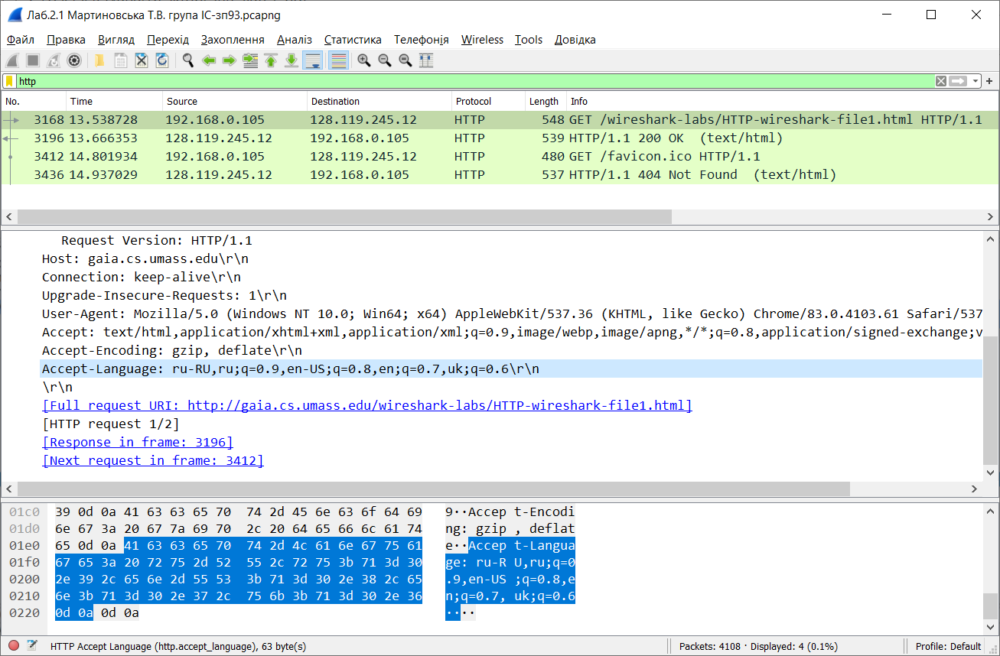 Лаб.2.1 Мартиновська Т.В. група ІС-зп93.pcapng
Файл Правка Вигляд Перехід Захоплення Аналіз Статистика Телефонія Wireless Tools Довідка
http
No. Time Source Destination Protocol Length Info
3168 13.538728 192.168.0.105 128.119.245.12 HTTP 548 GET /wireshark-labs/HTTP-wireshark-file1.html HTTP/1.1
3196 13.666353 128.119.245.12 192.168.0.105 HTTP 539 HTTP/1.1 200 OK (text/html)
3412 14.801934 192.168.0.105 128.119.245.12 HTTP 480 GET /favicon.ico HTTP/1.1
3436 14.937029 128.119.245.12 192.168.0.105 HTTP 537 HTTP/1.1 404 Not Found (text/html)
Request Version: HTTP/1.1
Host: gaia.cs.umass.edu\r\n
Connection: keep-alive\r\n
Upgrade-Insecure-Requests: 1\r\n
User-Agent: Mozilla/5.0 (Windows NT 10.0; Win64; x64) AppleWebKit/537.36 (KHTML, like Gecko) Chrome/83.0.4103.61 Safari/537
Accept: text/html,application/xhtml+xml,application/xml;q=0.9,image/webp,image/apng,*/*;q=0.8,application/signed-exchange;v
Accept-Encoding: gzip, deflate\r\n
Accept-Language: ru-RU,ru;q=0.9,en-US;q=0.8,en;q=0.7,uk;q=0.6\r\n
\r\n
[Full request URI: http://gaia.cs.umass.edu/wireshark-labs/HTTP-wireshark-file1.html]
[HTTP request 1/2]
[Response in frame: 3196]
[Next request in frame: 3412]
01c0 39 0d 0a 41 63 63 65 70 74 2d 45 6e 63 6f 64 69 9··Accep t-Encodi
01d0 6e 67 3a 20 67 7a 69 70 2c 20 64 65 66 6c 61 74 ng: gzip , deflat
01e0 65 0d 0a 41 63 63 65 70 74 2d 4c 61 6e 67 75 61 e··Accep t-Langua
01f0 67 65 3a 20 72 75 2d 52 55 2c 72 75 3b 71 3d 30 ge: ru-R U,ru;q=0
0200 2e 39 2c 65 6e 2d 55 53 3b 71 3d 30 2e 38 2c 65 .9,en-US ;q=0.8,e
0210 6e 3b 71 3d 30 2e 37 2c 75 6b 3b 71 3d 30 2e 36 n;q=0.7, uk;q=0.6
0220 0d 0a 0d 0a ····
HTTP Accept Language (http.accept_language), 63 byte(s) Packets: 4108 · Displayed: 4 (0.1%) Profile: Default